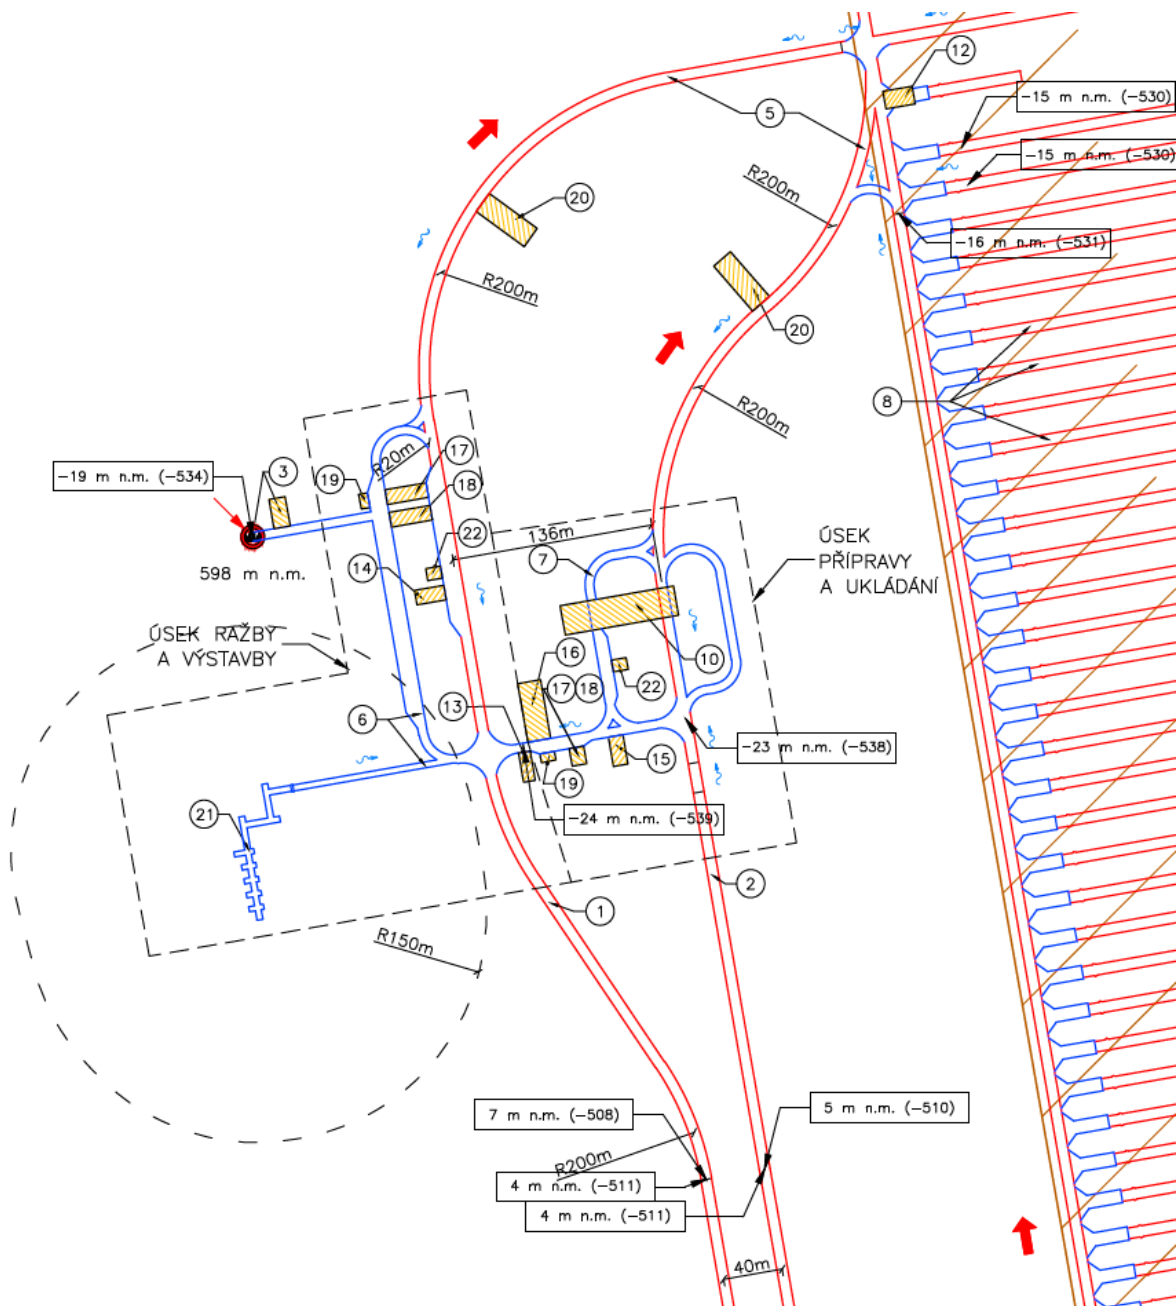 12
-15 m n.m. (-530)
5
-15 m n.m. (-530)
R200m
20
-16 m n.m. (-531)
R200m
20
8
R200m
R20m
17
-19 m n.m. (-534)
3
19
18
136m
22
7
ÚSEK
PŘÍPRAVY
A UKLÁDÁNÍ
598 m n.m.
14
ÚSEK RAŽBY
A VÝSTAVBY
16
10
17
18
22
13
6
-23 m n.m. (-538)
19
15
21
-24 m n.m. (-539)
2
1
R150m
7 m n.m. (-508)
5 m n.m. (-510)
R200m
4 m n.m. (-511)
4 m n.m. (-511)
40m